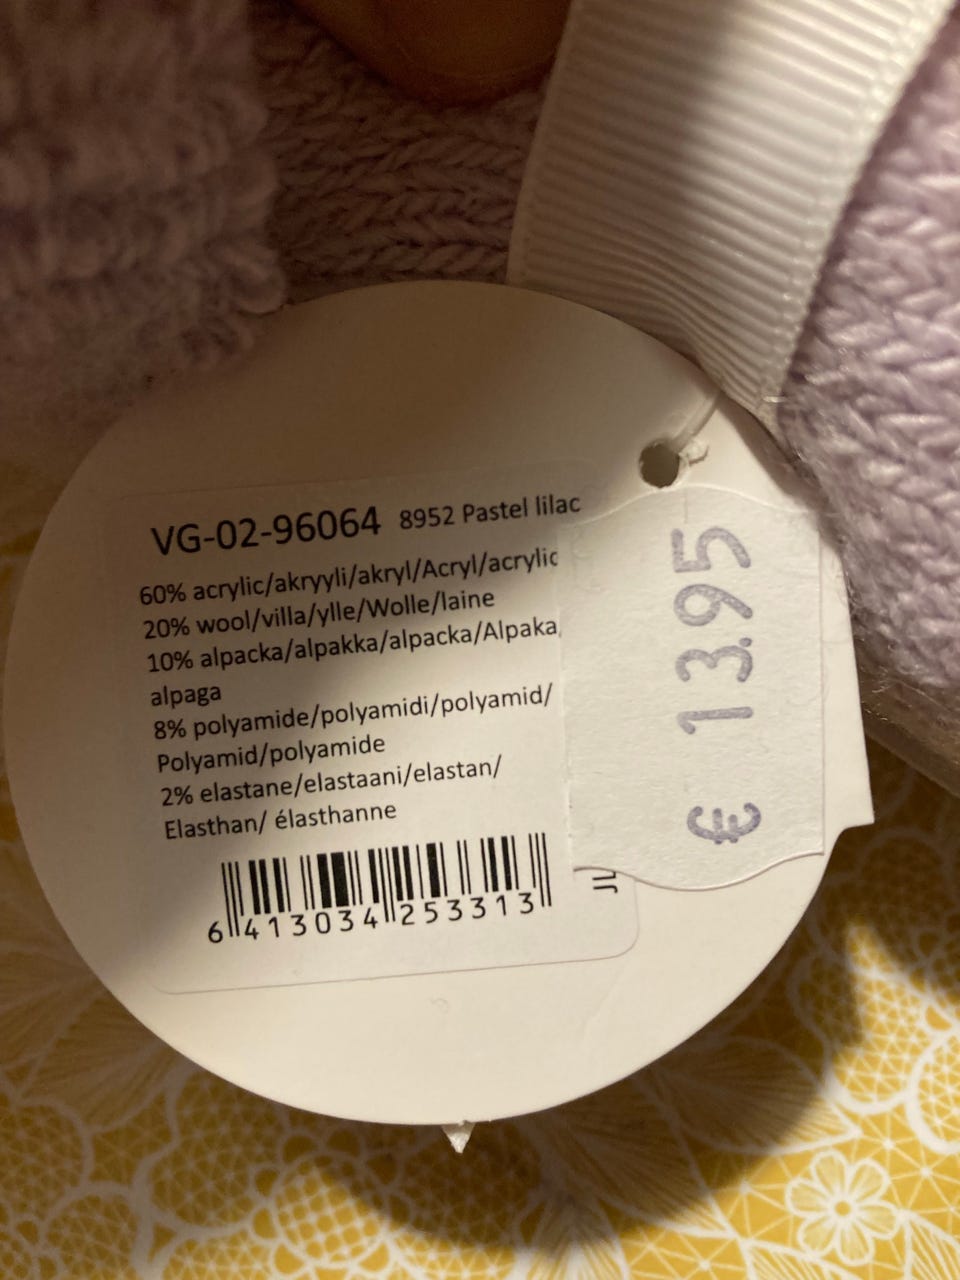 VG-02-96064 8952 Pastel lilac
60% acrylic/akryyli/akryl/Acryl/acrylic
20% wool/villa/ylle/Wolle/laine
10% alpacka/alpakka/alpacka/Alpaka/
alpaga
8% polyamide/polyamidi/polyamid/
Polyamid/polyamide
2% elastane/elastaani/elastan/
Elasthan/ élasthanne
6 413034 253313
€ 13.95